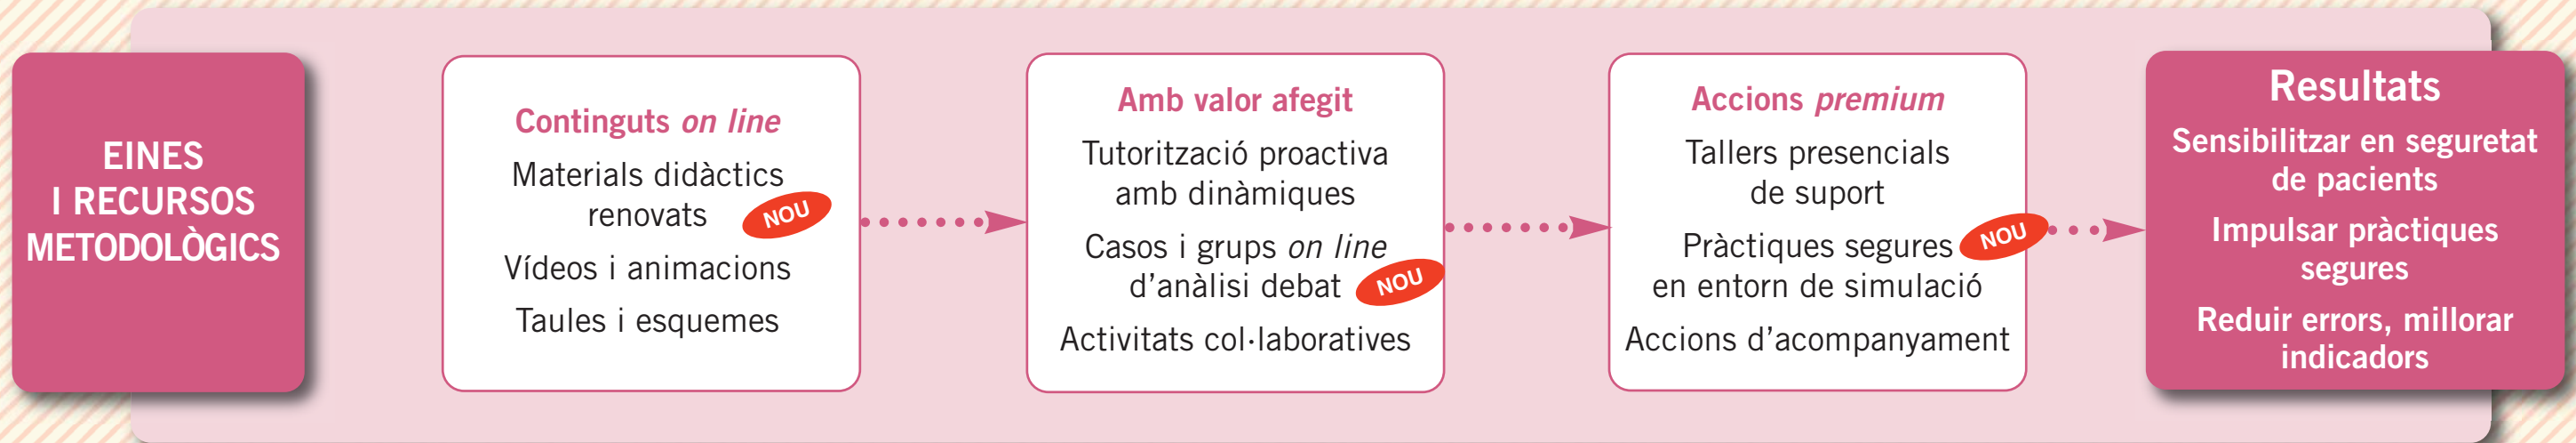 EINES
I RECURSOS
METODOLÒGICS
Continguts on line
Materials didàctics
renovats NOU
Vídeos i animacions
Taules i esquemes
Amb valor afegit
Tutorització proactiva
amb dinàmiques
Casos i grups on line
d’anàlisi debat NOU
Activitats col·laboratives
Accions premium
Tallers presencials
de suport
Pràctiques segures NOU
en entorn de simulació
Accions d’acompanyament
Resultats
Sensibilitzar en seguretat
de pacients
Impulsar pràctiques
segures
Reduir errors, millorar
indicadors